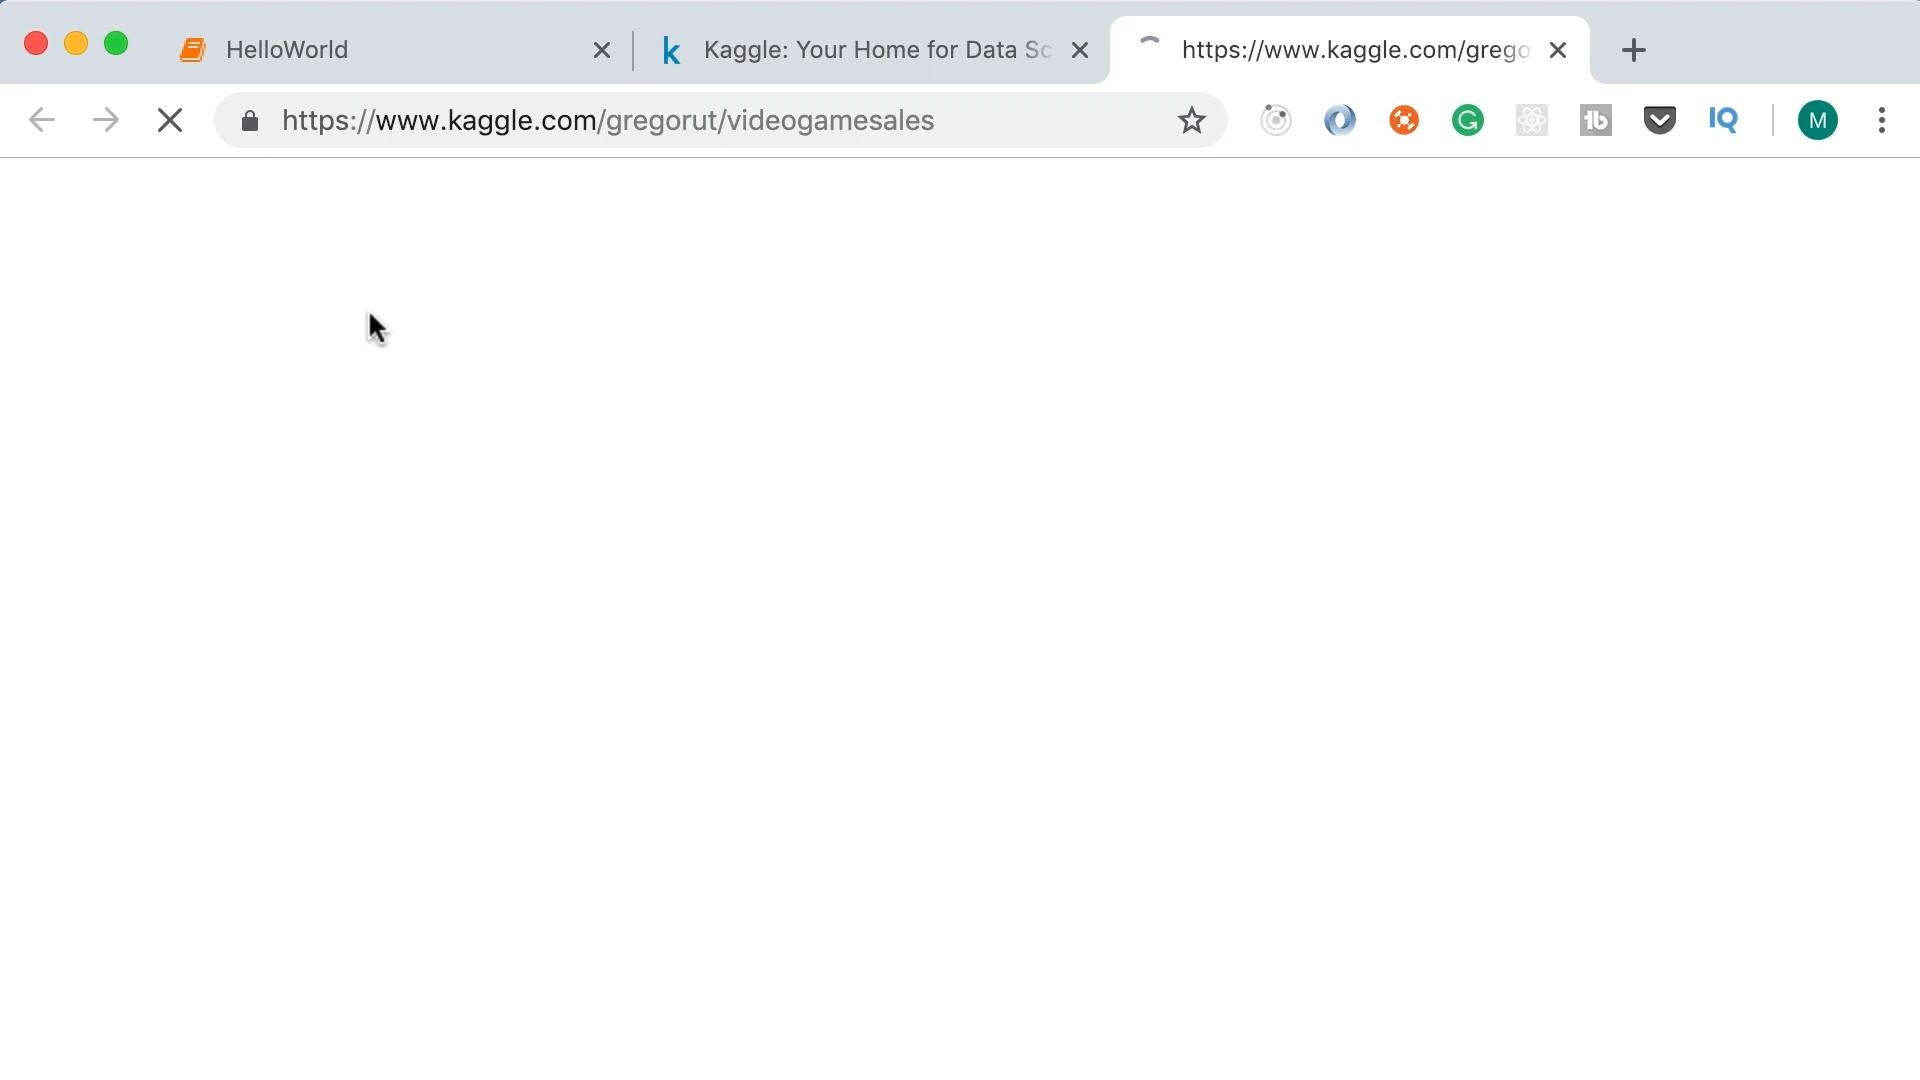 HelloWorld
Kaggle: Your Home for Data Sc
https://www.kaggle.com/grego
https://www.kaggle.com/gregorut/videogamesales
tb
IQ
M